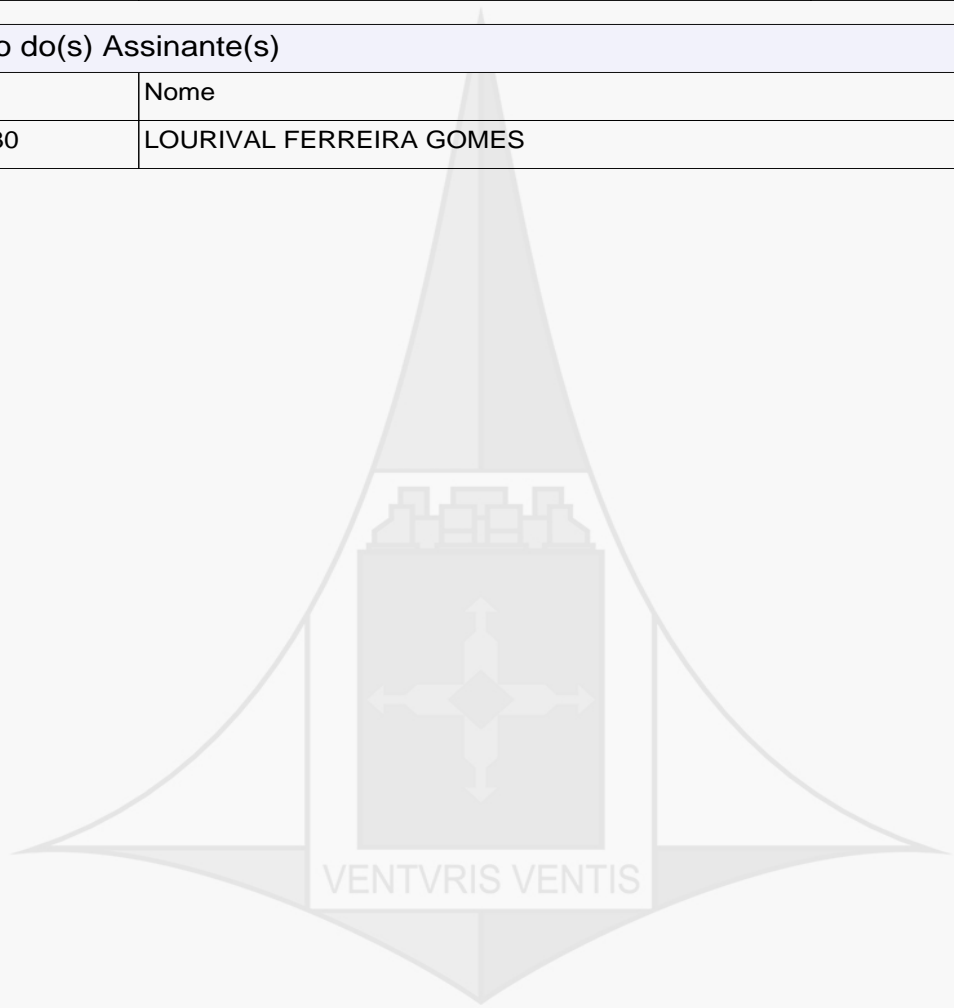 o do(s) Assinante(s)
Nome
30 LOURIVAL FERREIRA GOMES
VENTVRIS VENTIS